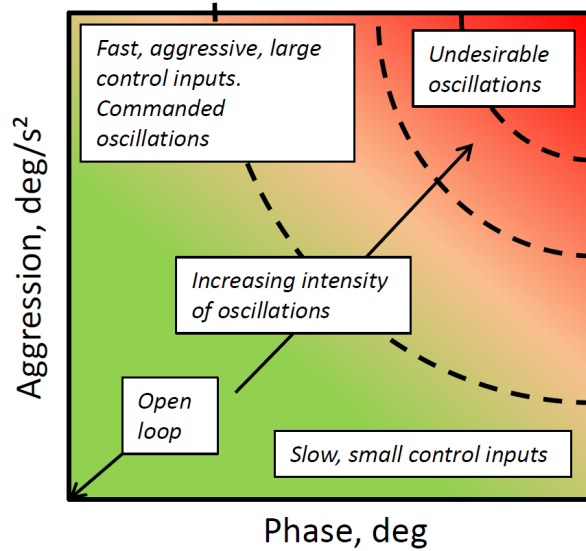 Fast, aggressive, large
control inputs.
Commanded
oscillations
Undesirable
oscillations
Aggression, deg/s²
Increasing intensity
of oscillations
Open
loop
Slow, small control inputs
Phase, deg